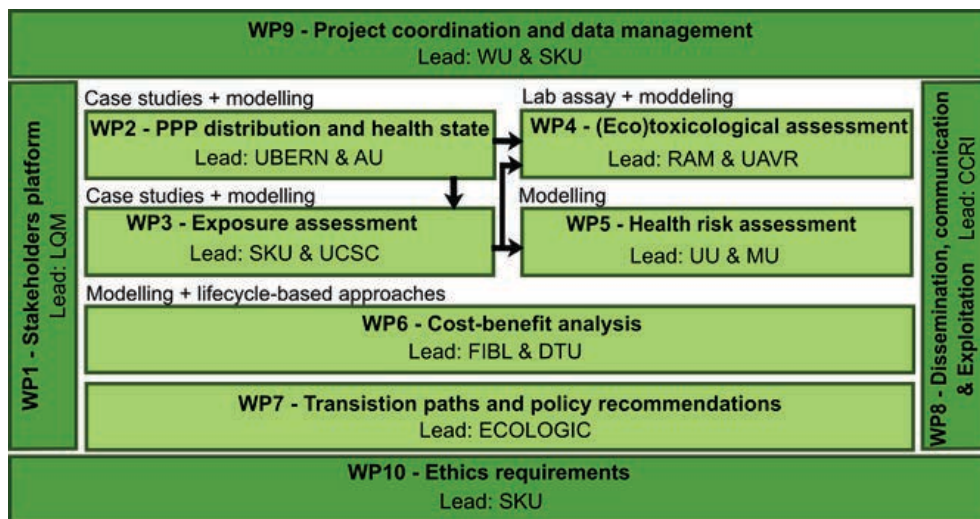 WP9 - Project coordination and data management
Lead: WU & SKU
WP1 - Stakeholders platform
Lead: LQM
Case studies + modelling
WP2 - PPP distribution and health state
Lead: UBERN & AU
Lab assay + moddeling
WP4 - (Eco)toxicological assessment
Lead: RAM & UAVR
Case studies + modelling
WP3 - Exposure assessment
Lead: SKU & UCSC
Modelling
WP5 - Health risk assessment
Lead: UU & MU
Modelling + lifecycle-based approaches
WP6 - Cost-benefit analysis
Lead: FIBL & DTU
WP7 - Transistion paths and policy recommendations
Lead: ECOLOGIC
WP8 - Dissemination, communication
& Exploitation Lead: CCRI
WP10 - Ethics requirements
Lead: SKU